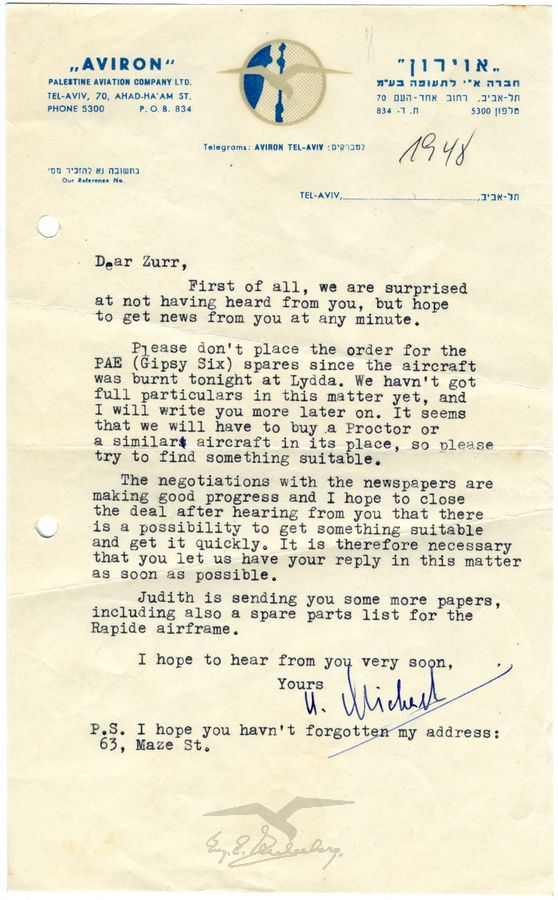 „AVIRON"
PALESTINE AVIATION COMPANY LTD.
TEL-AVIV, 70, AHAD-HA'AM ST.
PHONE 5300 P. O. B. 834
„אוירון"
חברה א"י לתעופה בע"מ
תל-אביב, רחוב אחד-העם 70
טלפון 5300 ת. ד. 834
Telegrams: AVIRON TEL-AVIV :למברקים
1948
בתשובה נא להזכיר מס'
Our Reference No.
TEL-AVIV, תל-אביב,
Dear Zurr,
First of all, we are surprised
at not having heard from you, but hope
to get news from you at any minute.
Please don't place the order for the
PAE (Gipsy Six) spares since the aircraft
was burnt tonight at Lydda. We havn't got
full particulars in this matter yet, and
I will write you more later on. It seems
that we will have to buy a Proctor or
a similar aircraft in its place, so please
try to find something suitable.
The negotiations with the newspapers are
making good progress and I hope to close
the deal after hearing from you that there
is a possibility to get something suitable
and get it quickly. It is therefore necessary
that you let us have your reply in this matter
as soon as possible.
Judith is sending you some more papers,
including also a spare parts list for the
Rapide airframe.
I hope to hear from you very soon,
Yours
P.S. I hope you havn't forgotten my address:
63, Maze St.